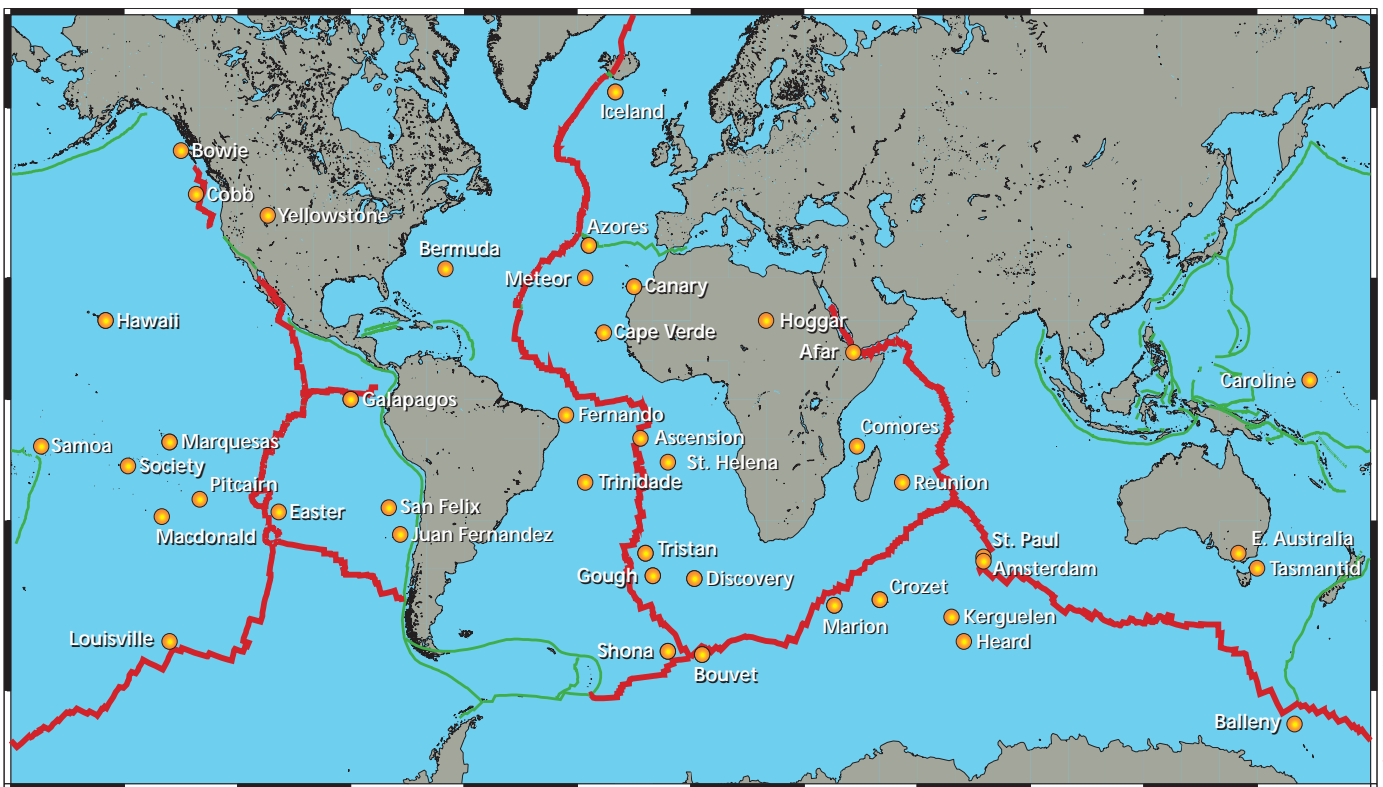 Iceland
Bowie
Cobb
Yellowstone
Azores
Bermuda
Meteor
Canary
Hawaii
Cape Verde
Hoggar
Afar
Caroline
Galapagos
Fernando
Ascension
Comores
Samoa
Marquesas
Society
St. Helena
Pitcairn
Trinidade
Reunion
San Felix
Easter
Macdonald
Juan Fernandez
Tristan
St. Paul
E. Australia
Gough
Discovery
Amsterdam
Tasmantid
Crozet
Marion
Kerguelen
Louisville
Heard
Shona
Bouvet
Balleny